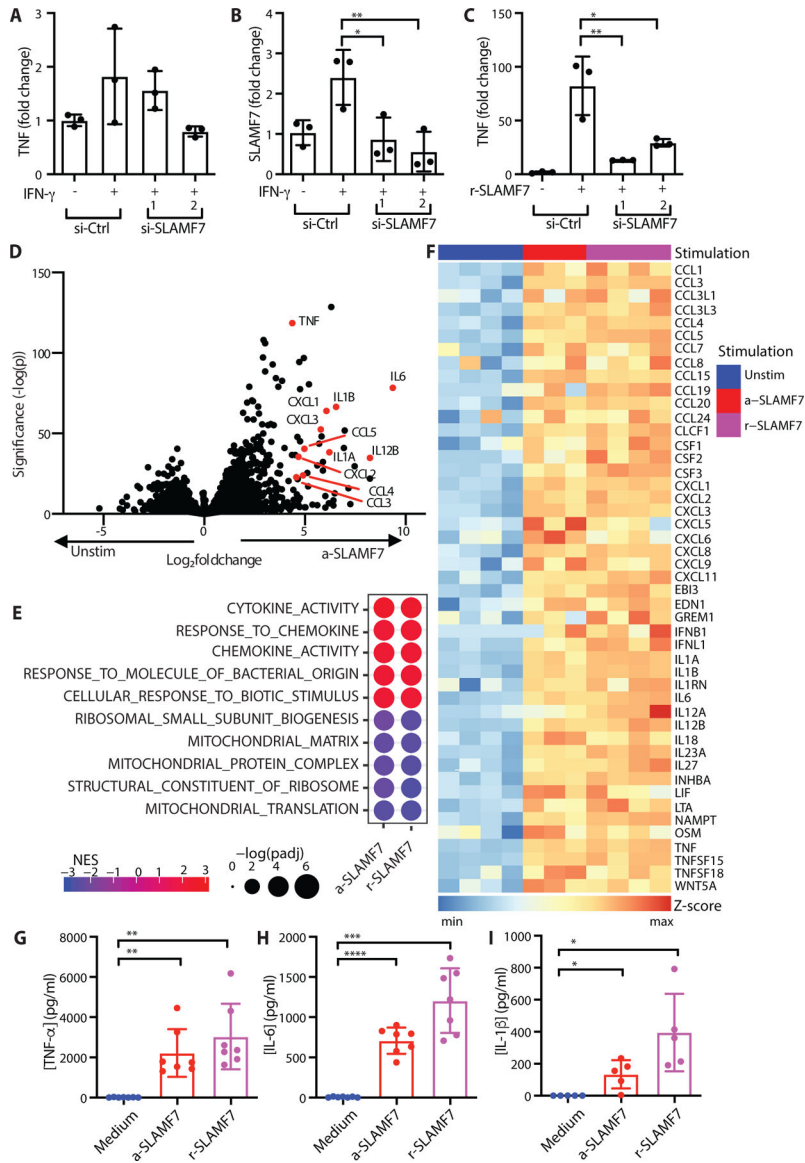 A
TNF (fold change)
3
2
1
0
IFN-γ
- + + +
1 2
si-Ctrl si-SLAMF7
B
SLAMF7 (fold change)
4
3
2
1
0
**
*
IFN-γ
- + + +
1 2
si-Ctrl si-SLAMF7
C
TNF (fold change)
150
100
50
0
*
**
r-SLAMF7
- + + +
1 2
si-Ctrl si-SLAMF7
D
Significance (-log(p))
150
100
50
0
TNF
IL6
CXCL1
IL1B
CXCL3
CCL5
IL1A
IL12B
CXCL2
CCL4
CCL3
-5 0 5 10
Unstim
Log2foldchange
a-SLAMF7
E
CYTOKINE_ACTIVITY
RESPONSE_TO_CHEMOKINE
CHEMOKINE_ACTIVITY
RESPONSE_TO_MOLECULE_OF_BACTERIAL_ORIGIN
CELLULAR_RESPONSE_TO_BIOTIC_STIMULUS
RIBOSOMAL_SMALL_SUBUNIT_BIOGENESIS
MITOCHONDRIAL_MATRIX
MITOCHONDRIAL_PROTEIN_COMPLEX
STRUCTURAL_CONSTITUENT_OF_RIBOSOME
MITOCHONDRIAL_TRANSLATION
a-SLAMF7
r-SLAMF7
NES
-3 -2 -1 0 1 2 3
-log(padj)
0 2 4 6
F
Stimulation
CCL1
CCL3
CCL3L1
CCL3L3
CCL4
CCL5
CCL7
CCL8
CCL15
CCL19
CCL20
CCL24
CLCF1
CSF1
CSF2
CSF3
CXCL1
CXCL2
CXCL3
CXCL5
CXCL6
CXCL8
CXCL9
CXCL11
EBI3
EDN1
GREM1
IFNB1
IFNL1
IL1A
IL1B
IL1RN
IL6
IL12A
IL12B
IL18
IL23A
IL27
INHBA
LIF
LTA
NAMPT
OSM
TNF
TNFSF15
TNFSF18
WNT5A
Z-score
min max
Stimulation
Unstim
a-SLAMF7
r-SLAMF7
G
[TNF-α] (pg/ml)
8000
6000
4000
2000
0
**
**
Medium
a-SLAMF7
r-SLAMF7
H
[IL-6] (pg/ml)
2000
1500
1000
500
0
***
****
Medium
a-SLAMF7
r-SLAMF7
I
[IL-1β] (pg/ml)
1000
800
600
400
200
0
*
*
Medium
a-SLAMF7
r-SLAMF7